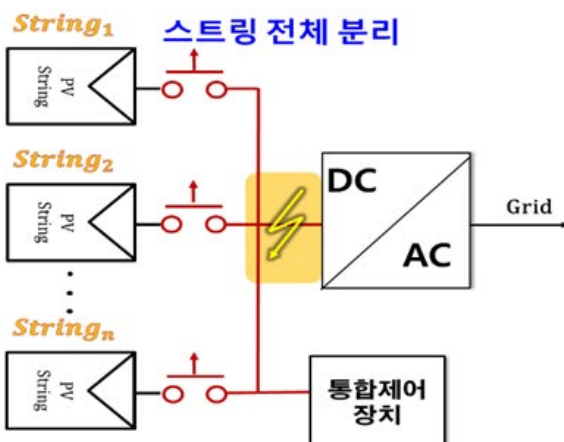 String₁
스트링 전체 분리
PV
String
String₂
PV
String
DC
AC
Grid
Stringₙ
PV
String
통합제어
장치